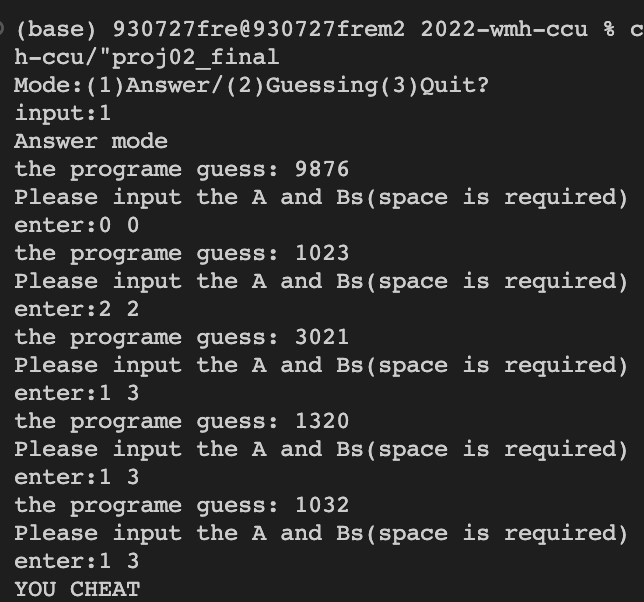 (base) 930727fre@930727frem2 2022-wmh-ccu % c
h-ccu/"proj02_final
Mode:(1)Answer/(2)Guessing(3)Quit?
input:1
Answer mode
the programe guess: 9876
Please input the A and Bs(space is required)
enter:0 0
the programe guess: 1023
Please input the A and Bs(space is required)
enter:2 2
the programe guess: 3021
Please input the A and Bs(space is required)
enter:1 3
the programe guess: 1320
Please input the A and Bs(space is required)
enter:1 3
the programe guess: 1032
Please input the A and Bs(space is required)
enter:1 3
YOU CHEAT